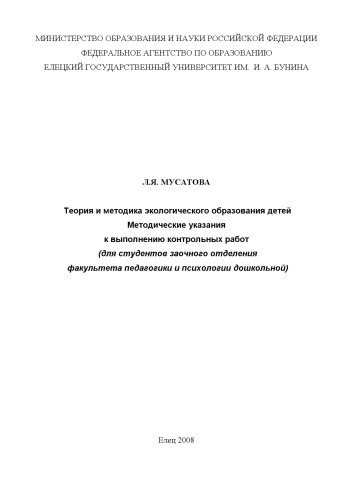 МИНИСТЕРСТВО ОБРАЗОВАНИЯ И НАУКИ РОССИЙСКОЙ ФЕДЕРАЦИИ
ФЕДЕРАЛЬНОЕ АГЕНТСТВО ПО ОБРАЗОВАНИЮ
ЕЛЕЦКИЙ ГОСУДАРСТВЕННЫЙ УНИВЕРСИТЕТ ИМ. И. А. БУНИНА
Л.Я. МУСАТОВА
Теория и методика экологического образования детей
Методические указания
к выполнению контрольных работ
(для студентов заочного отделения
факультета педагогики и психологии дошкольной)
Елец 2008